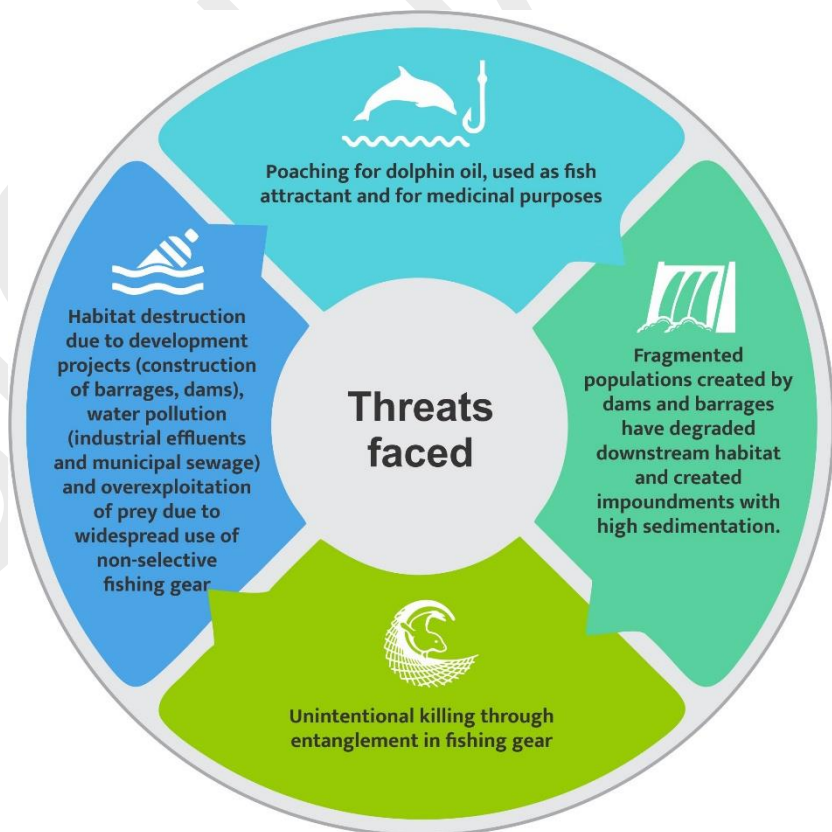 Poaching for dolphin oil, used as fish
attractant and for medicinal purposes
Fragmented
populations created by
dams and barrages
have degraded
downstream habitat
and created
impoundments with
high sedimentation.
Unintentional killing through
entanglement in fishing gear
Habitat destruction
due to development
projects (construction
of barrages, dams),
water pollution
(industrial effluents
and municipal sewage)
and overexploitation
of prey due to
widespread use of
non-selective
fishing gear
Threats
faced